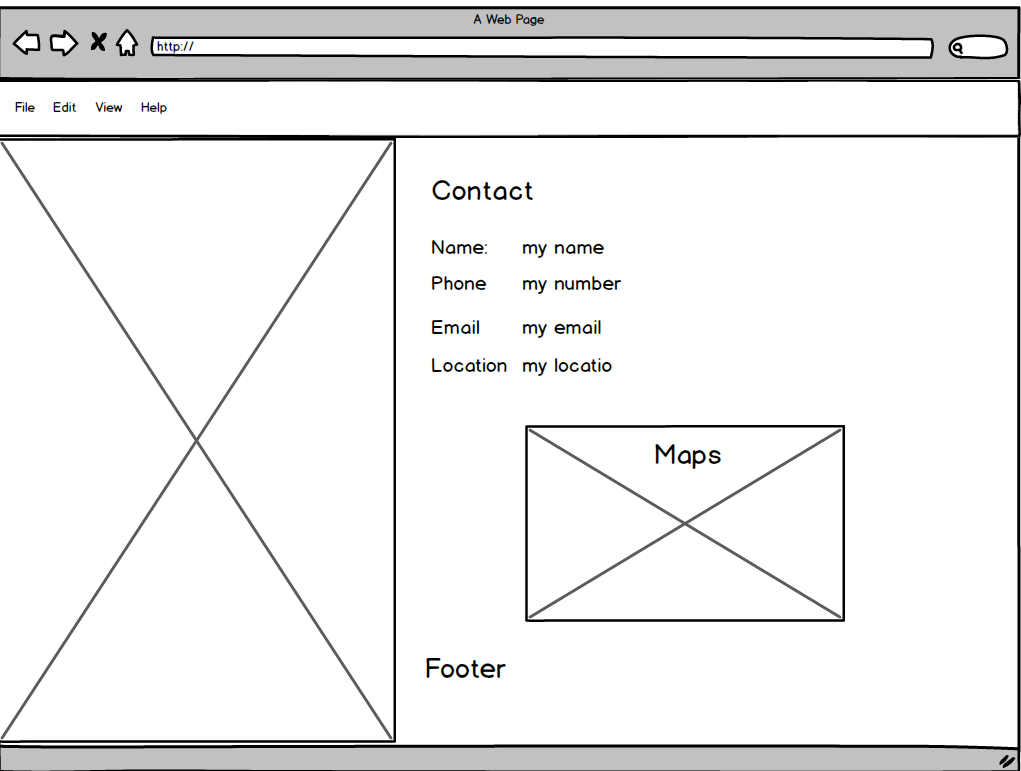 A Web Page
http://
File Edit View Help
Contact
Name: my name
Phone my number
Email my email
Location my locatio
Maps
Footer